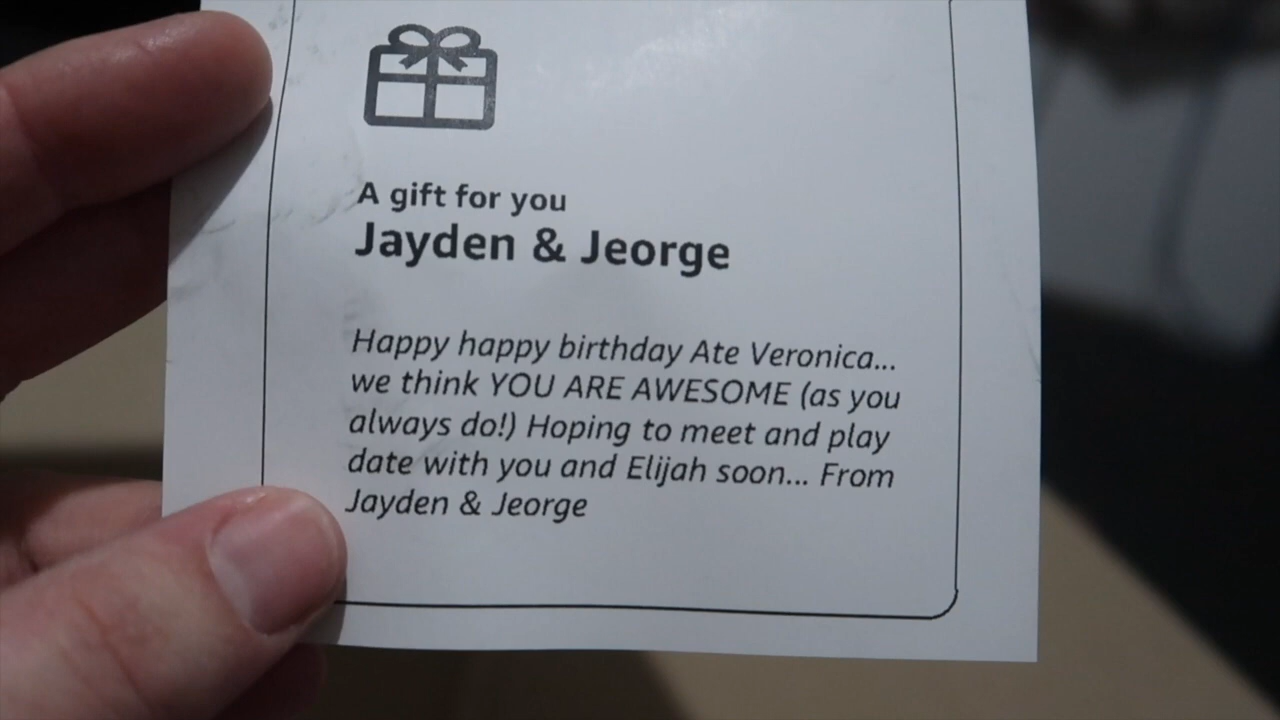 A gift for you
Jayden & Jeorge
Happy happy birthday Ate Veronica...
we think YOU ARE AWESOME (as you
always do!) Hoping to meet and play
date with you and Elijah soon... From
Jayden & Jeorge